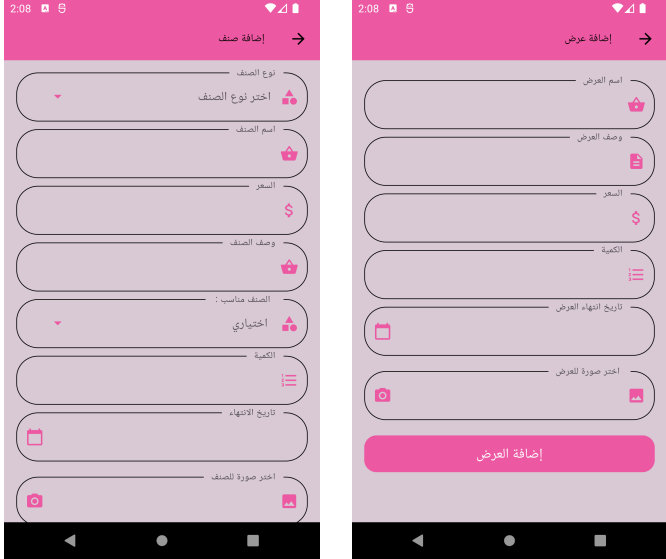 2:08
إضافة عرض
اسم العرض
وصف العرض
السعر
الكمية
تاريخ انتهاء العرض
اختر صورة للعرض
إضافة العرض
2:08
إضافة صنف
نوع الصنف
اختر نوع الصنف
اسم الصنف
السعر
وصف الصنف
الصنف مناسب :
اختياري
الكمية
تاريخ الانتهاء
اختر صورة للصنف